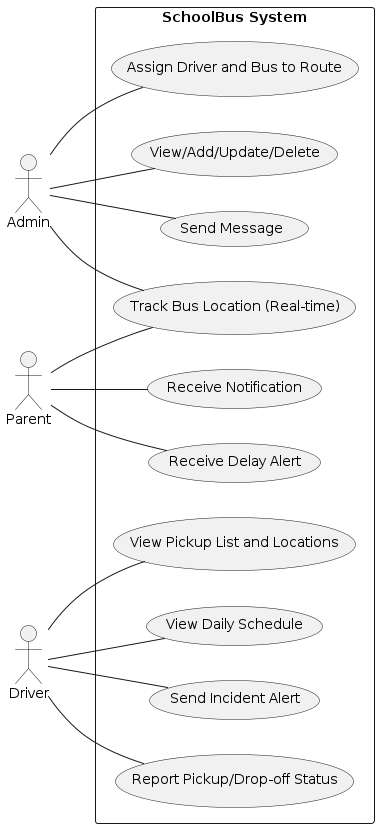 SchoolBus System
Assign Driver and Bus to Route
View/Add/Update/Delete
Send Message
Admin
Track Bus Location (Real-time)
Receive Notification
Parent
Receive Delay Alert
View Pickup List and Locations
View Daily Schedule
Driver
Send Incident Alert
Report Pickup/Drop-off Status